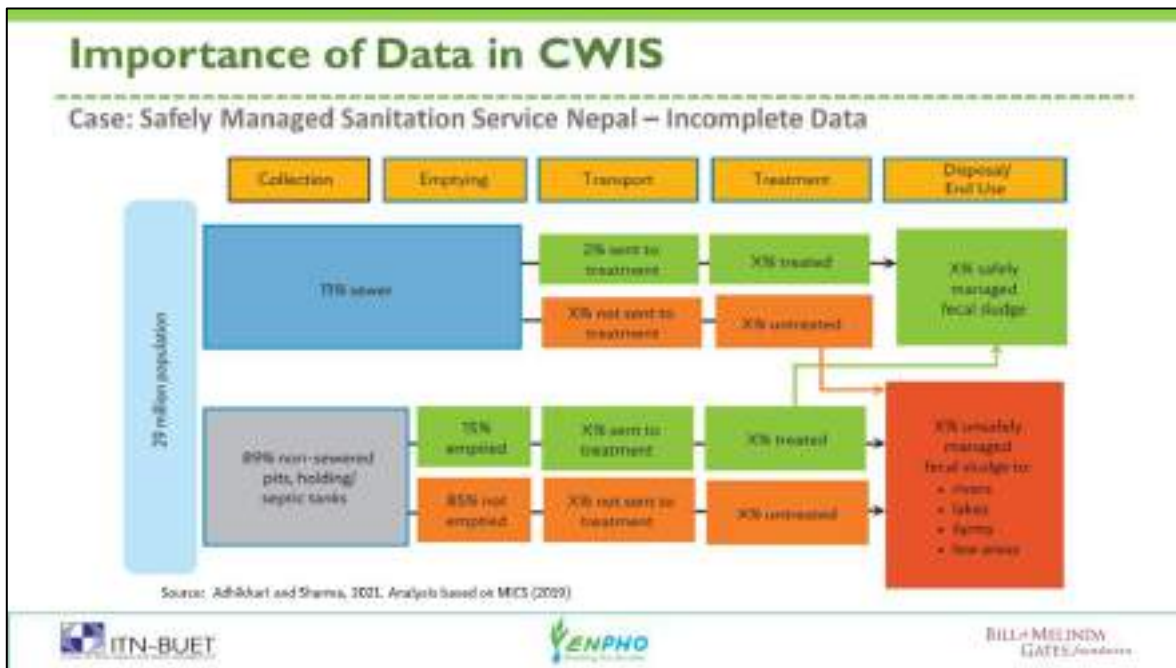 Importance of Data in CWIS
Case: Safely Managed Sanitation Service Nepal – Incomplete Data
Collection
Emptying
Transport
Treatment
Disposal/
End Use
29 million population
11% sewer
2% sent to
treatment
X% treated
X% safely
managed
fecal sludge
X% not sent to
treatment
X% untreated
89% non-sewered
pits, holding/
septic tanks
15%
emptied
X% sent to
treatment
X% treated
85% not
emptied
X% not sent to
treatment
X% untreated
X% unsafely
managed
fecal sludge to:
• rivers
• lakes
• farms
• low areas
Source: Adhikari and Sharma, 2021. Analysis based on MICS (2019)
ITN-BUET
ENPHO
BILL & MELINDA
GATES foundation